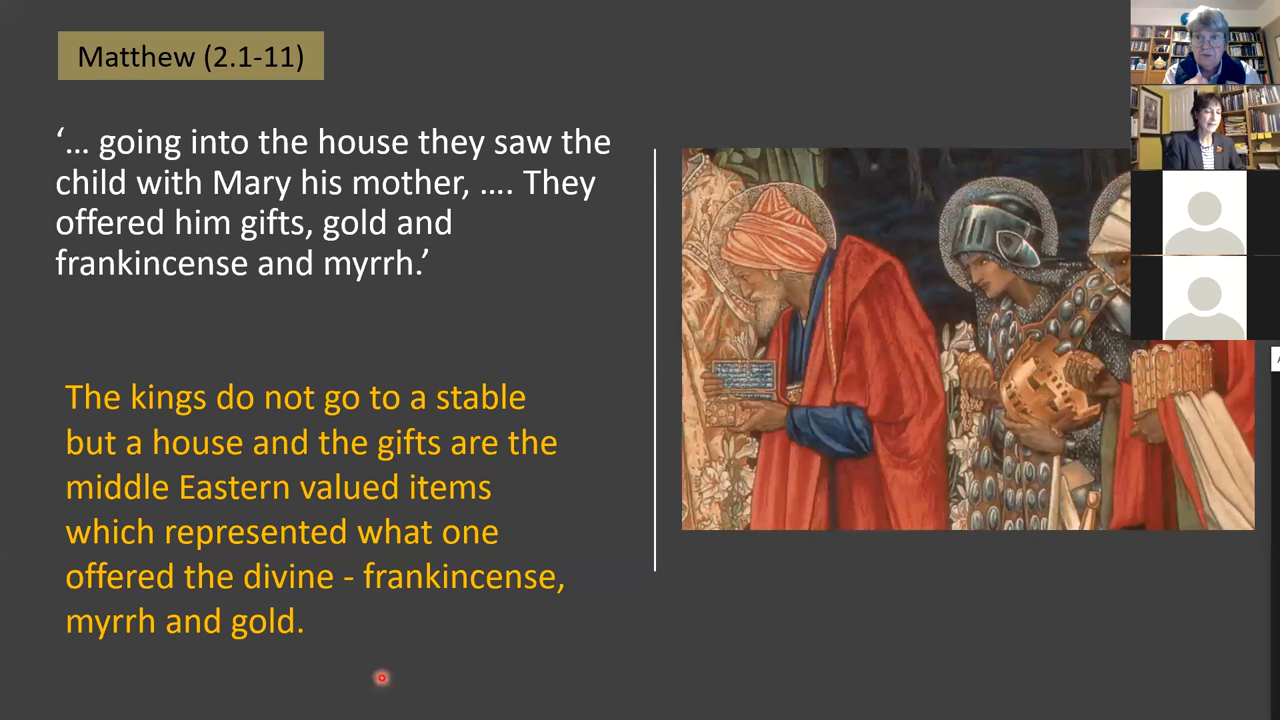 Matthew (2.1-11)
‘… going into the house they saw the
child with Mary his mother, …. They
offered him gifts, gold and
frankincense and myrrh.’
The kings do not go to a stable
but a house and the gifts are the
middle Eastern valued items
which represented what one
offered the divine - frankincense,
myrrh and gold.